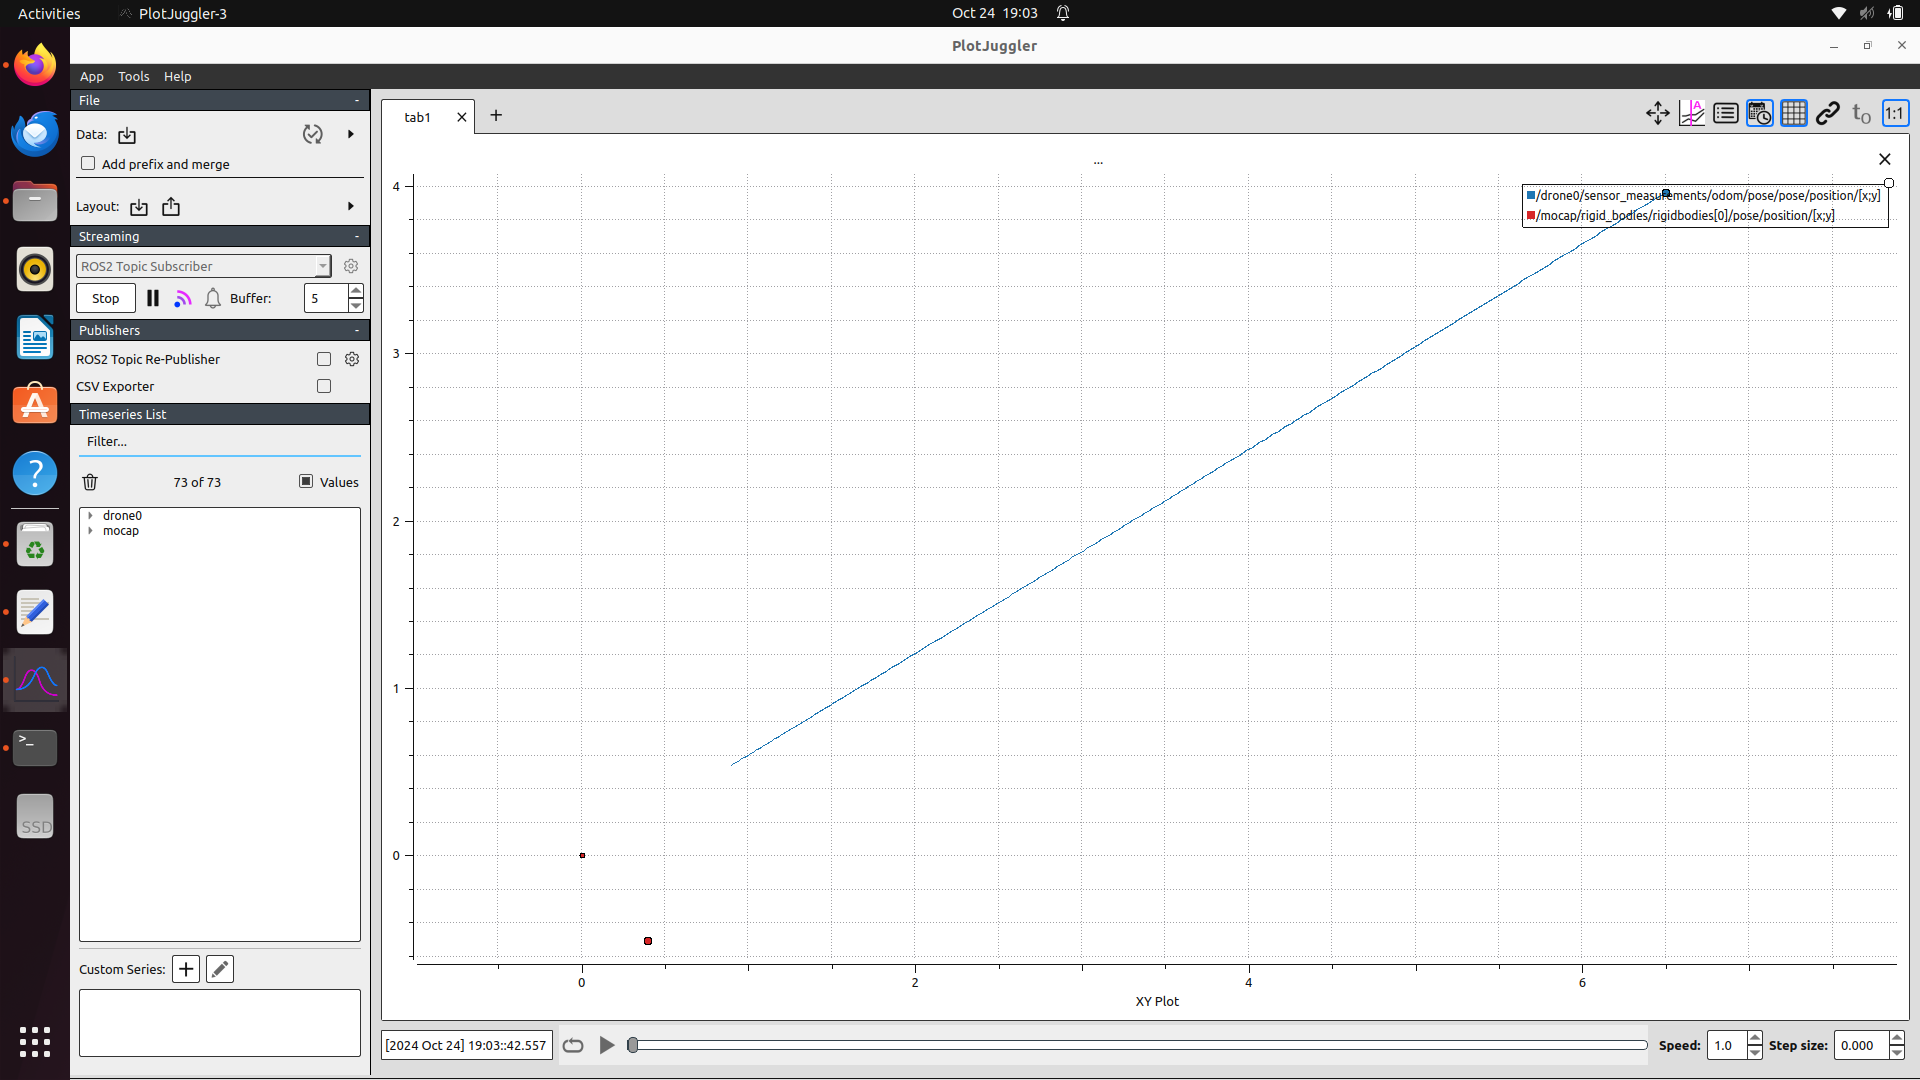 Activities
PlotJuggler-3
Oct 24 19:03
PlotJuggler
App Tools Help
File -
Data:
Add prefix and merge
Layout:
Streaming -
ROS2 Topic Subscriber
Stop
Buffer: 5
Publishers -
ROS2 Topic Re-Publisher
CSV Exporter
Timeseries List
Filter...
73 of 73
Values
drone0
mocap
Custom Series:
tab1
A
t0
1:1
...
/drone0/sensor_measurements/odom/pose/pose/position/[x;y]
/mocap/rigid_bodies/rigidbodies[0]/pose/position/[x;y]
4
3
2
1
0
0 2 4 6
XY Plot
[2024 Oct 24] 19:03::42.557
Speed: 1.0
Step size: 0.000
SSD